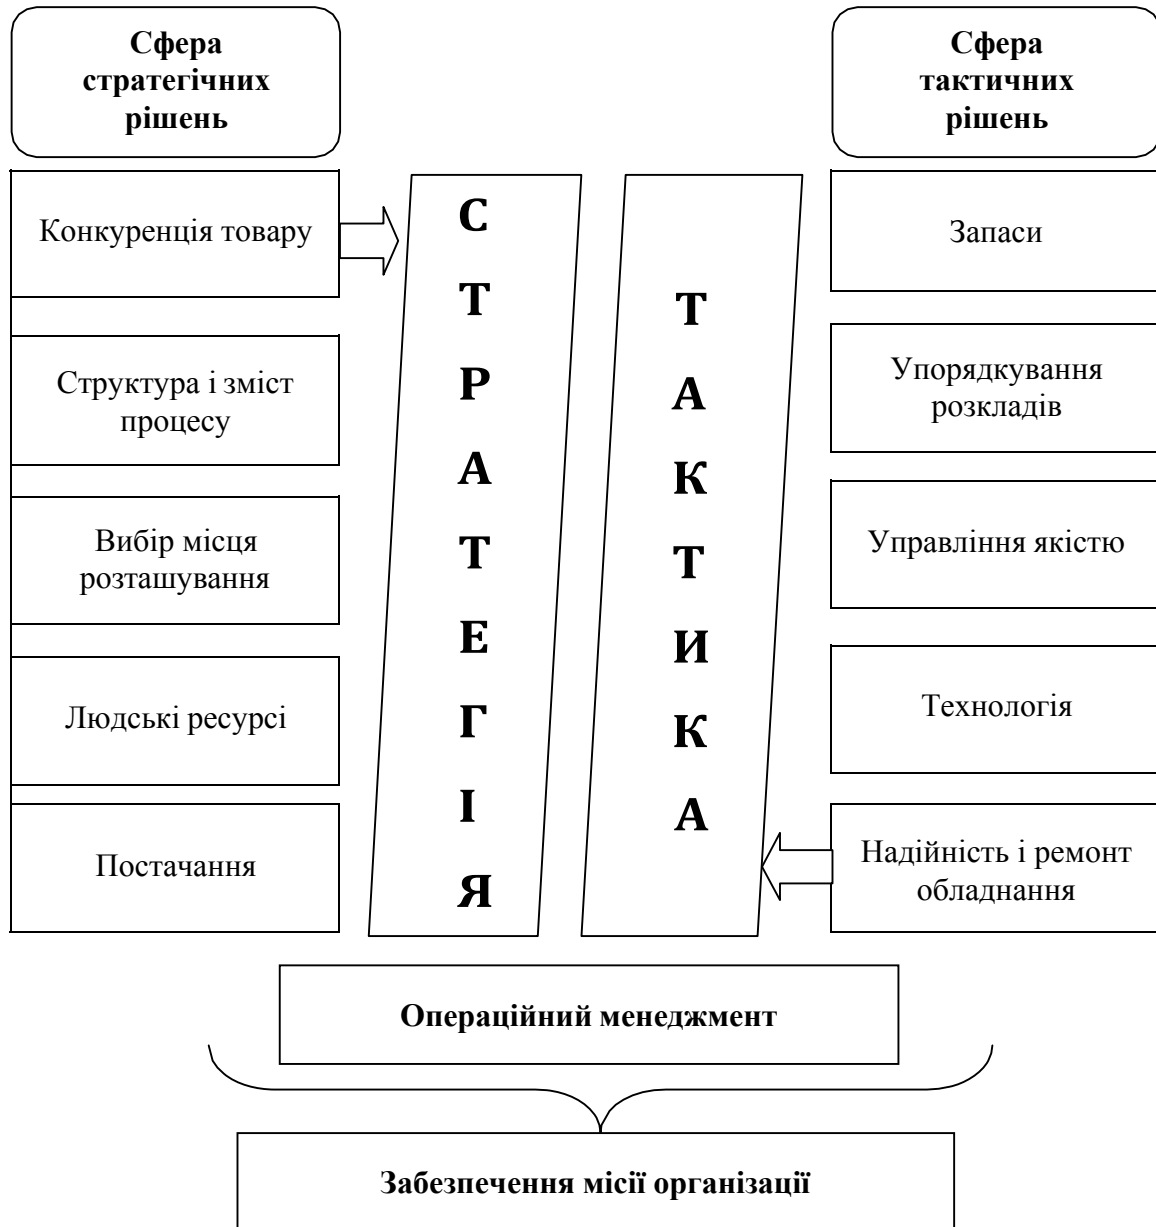 Сфера
стратегічних
рішень
Конкуренція товару
Структура і зміст
процесу
Вибір місця
розташування
Людські ресурсі
Постачання
С
Т
Р
А
Т
Е
Г
І
Я
Т
А
К
Т
И
К
А
Сфера
тактичних
рішень
Запаси
Упорядкування
розкладів
Управління якістю
Технологія
Надійність і ремонт
обладнання
Операційний менеджмент
Забезпечення місії організації